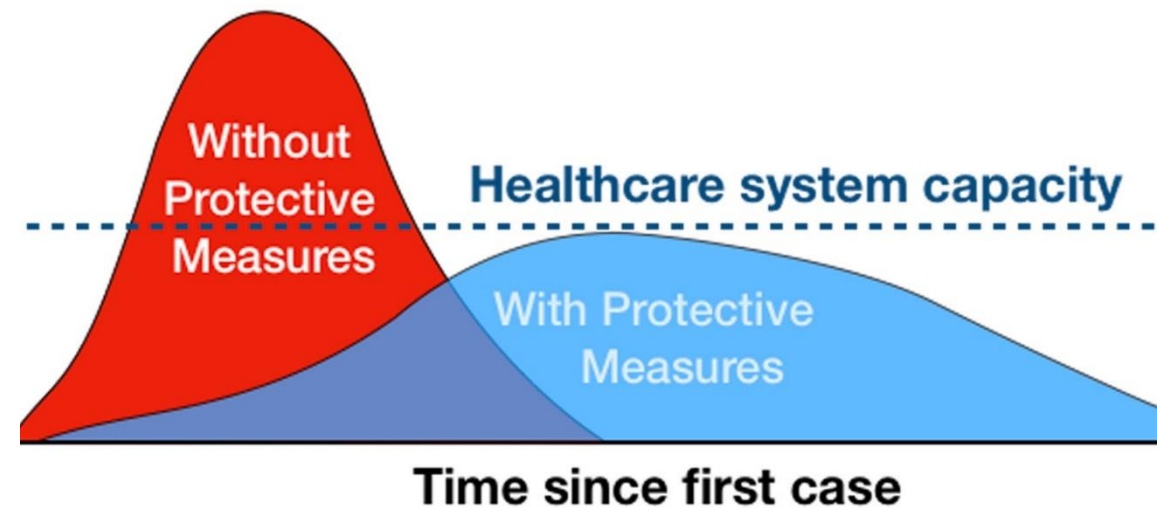 Without
Protective
Measures
Healthcare system capacity
With Protective
Measures
Time since first case